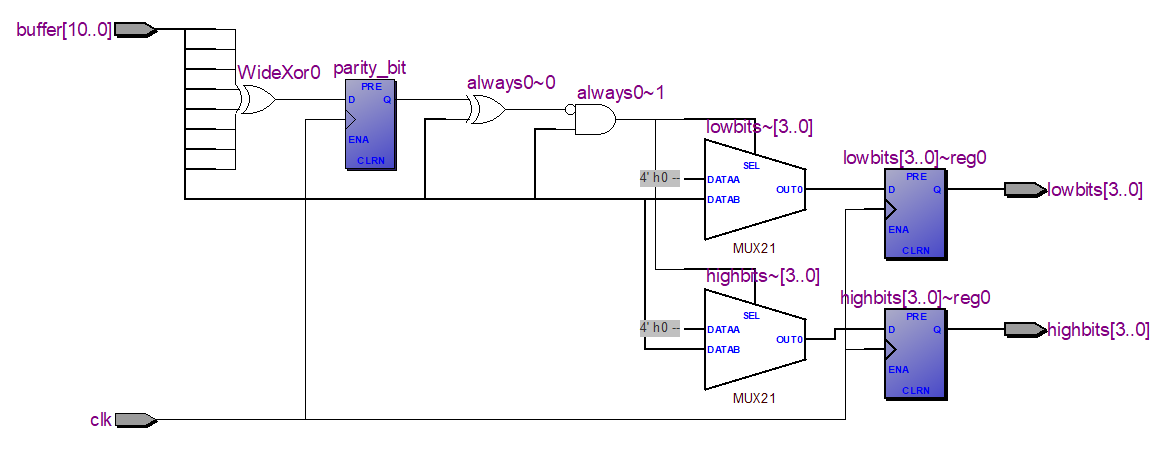 buffer[10..0]
WideXor0
parity_bit
PRE
D
Q
ENA
CLRN
always0~0
always0~1
lowbits~[3..0]
SEL
4' h0 --
DATAA
DATAB
OUT0
MUX21
lowbits[3..0]~reg0
PRE
D
Q
ENA
CLRN
lowbits[3..0]
highbits~[3..0]
SEL
4' h0 --
DATAA
DATAB
OUT0
MUX21
highbits[3..0]~reg0
PRE
D
Q
ENA
CLRN
highbits[3..0]
clk